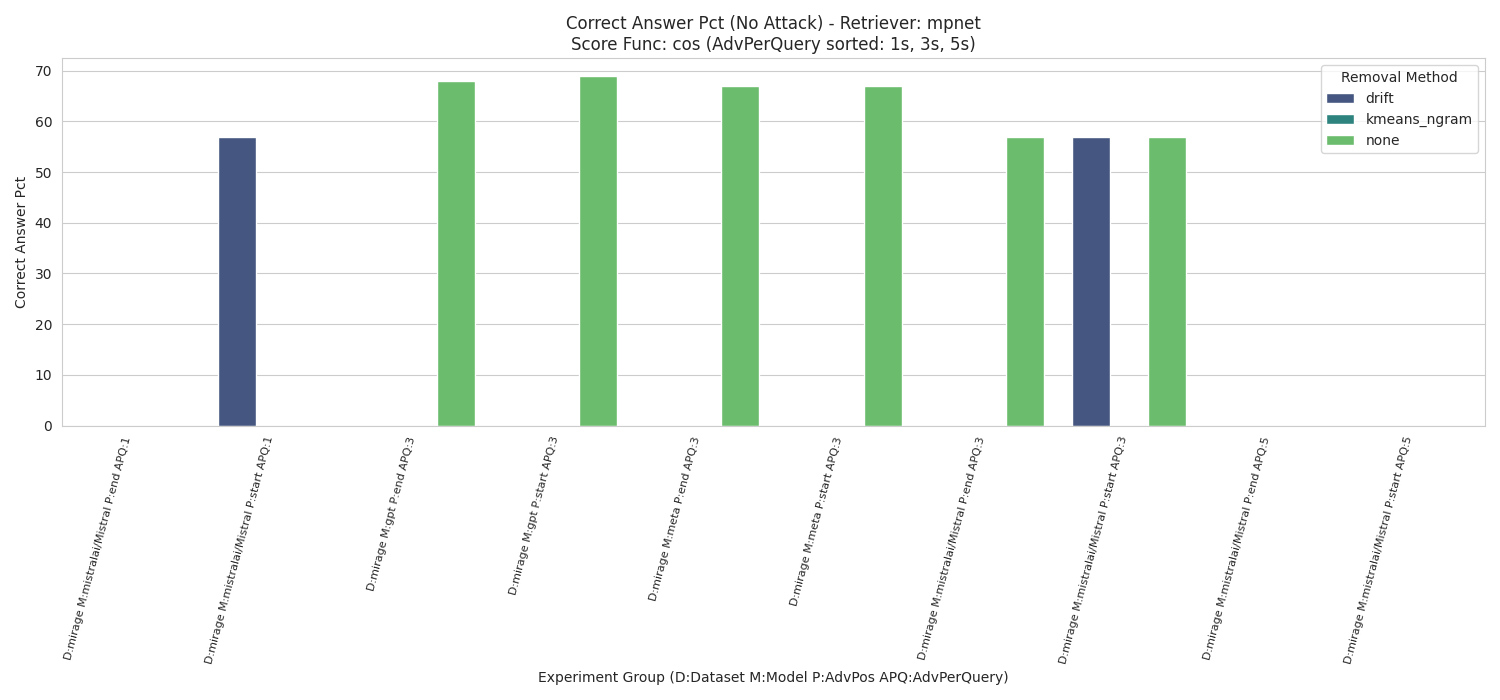 Correct Answer Pct (No Attack) - Retriever: mpnet
Score Func: cos (AdvPerQuery sorted: 1s, 3s, 5s)
Correct Answer Pct
70
60
50
40
30
20
10
0
Removal Method
drift
kmeans_ngram
none
D:mirage M:mistralai/Mistral P:end APQ:1
D:mirage M:mistralai/Mistral P:start APQ:1
D:mirage M:gpt P:end APQ:3
D:mirage M:gpt P:start APQ:3
D:mirage M:meta P:end APQ:3
D:mirage M:meta P:start APQ:3
D:mirage M:mistralai/Mistral P:end APQ:3
D:mirage M:mistralai/Mistral P:start APQ:3
D:mirage M:mistralai/Mistral P:end APQ:5
D:mirage M:mistralai/Mistral P:start APQ:5
Experiment Group (D:Dataset M:Model P:AdvPos APQ:AdvPerQuery)